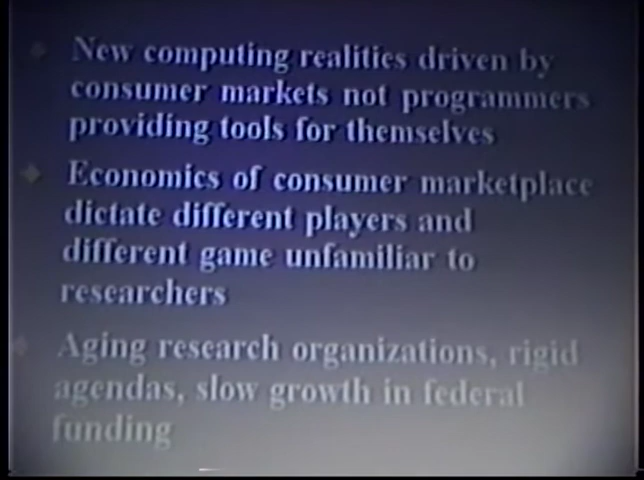 New computing realities driven by
consumer markets not programmers
providing tools for themselves
Economics of consumer marketplace
dictate different players and
different game unfamiliar to
researchers
Aging research organizations, rigid
agendas, slow growth in federal
funding